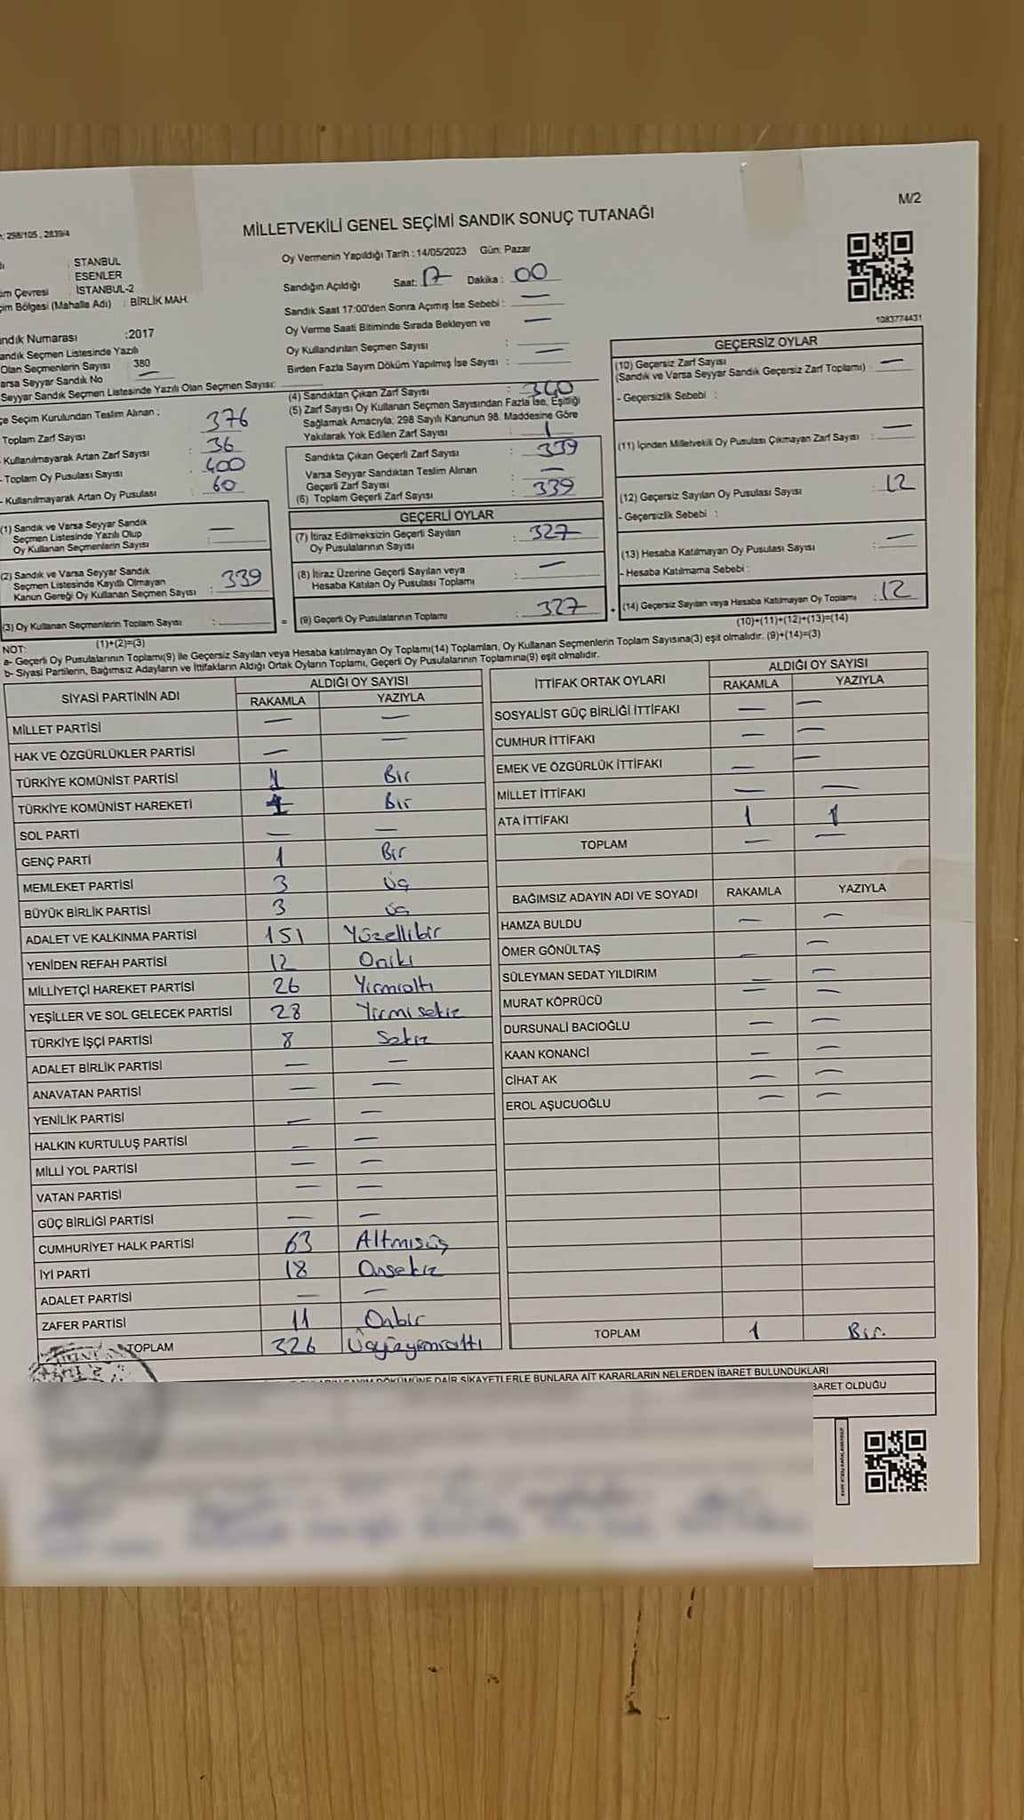 M/2
MİLLETVEKİLİ GENEL SEÇİMİ SANDIK SONUÇ TUTANAĞI
: 298/105 , 2839/4
STANBUL
ESENLER
im Çevresi İSTANBUL-2
çim Bölgesi (Mahalle Adı) : BİRLİK MAH.
ndık Numarası :2017
andık Seçmen Listesinde Yazılı
Olan Seçmenlerin Sayısı 380
arsa Seyyar Sandık No —
Seyyar Sandık Seçmen Listesinde Yazılı Olan Seçmen Sayısı:
çe Seçim Kurulundan Teslim Alınan :
Toplam Zarf Sayısı : 376
- Kullanılmayarak Artan Zarf Sayısı : 36
- Toplam Oy Pusulası Sayısı : 400
- Kullanılmayarak Artan Oy Pusulası : 60
(1) Sandık ve Varsa Seyyar Sandık
Seçmen Listesinde Yazılı Olup
Oy Kullanan Seçmenlerin Sayısı : —
(2) Sandık ve Varsa Seyyar Sandık
Seçmen Listesinde Kayıtlı Olmayan
Kanun Gereği Oy Kullanan Seçmen Sayısı : 339
(3) Oy Kullanan Seçmenlerin Toplam Sayısı :
(1)+(2)=(3)
Oy Vermenin Yapıldığı Tarih : 14/05/2023 Gün: Pazar
Sandığın Açıldığı Saat: 17 Dakika : 00
Sandık Saat 17:00'den Sonra Açımış İse Sebebi : —
Oy Verme Saati Bitiminde Sırada Bekleyen ve —
Oy Kullandırılan Seçmen Sayısı :
Birden Fazla Sayım Döküm Yapılmış İse Sayısı : —
(4) Sandıktan Çıkan Zarf Sayısı : 340
(5) Zarf Sayısı Oy Kullanan Seçmen Sayısından Fazla İse, Eşitliği
Sağlamak Amacıyla, 298 Sayılı Kanunun 98. Maddesine Göre
Yakılarak Yok Edilen Zarf Sayısı : 1
Sandıkta Çıkan Geçerli Zarf Sayısı : 339
Varsa Seyyar Sandıktan Teslim Alınan
Geçerli Zarf Sayısı : —
(6) Toplam Geçerli Zarf Sayısı : 339
GEÇERLİ OYLAR
(7) İtiraz Edilmeksizin Geçerli Sayılan
Oy Pusulalarının Sayısı : 327
(8) İtiraz Üzerine Geçerli Sayılan veya
Hesaba Katılan Oy Pusulası Toplamı : —
= (9) Geçerli Oy Pusulalarının Toplamı : 327 +
1083774431
GEÇERSİZ OYLAR
(10) Geçersiz Zarf Sayısı
(Sandık ve Varsa Seyyar Sandık Geçersiz Zarf Toplamı) : —
- Geçersizlik Sebebi :
(11) İçinden Milletvekili Oy Pusulası Çıkmayan Zarf Sayısı : —
(12) Geçersiz Sayılan Oy Pusulası Sayısı : 12
- Geçersizlik Sebebi :
(13) Hesaba Katılmayan Oy Pusulası Sayısı : —
- Hesaba Katılmama Sebebi :
(14) Geçersiz Sayılan veya Hesaba Katılmayan Oy Toplamı : 12
(10)+(11)+(12)+(13)=(14)
NOT:
a- Geçerli Oy Pusulalarının Toplamı(9) ile Geçersiz Sayılan veya Hesaba katılmayan Oy Toplamı(14) Toplamları, Oy Kullanan Seçmenlerin Toplam Sayısına(3) eşit olmalıdır. (9)+(14)=(3)
b- Siyasi Partilerin, Bağımsız Adayların ve İttifakların Aldığı Ortak Oyların Toplamı, Geçerli Oy Pusulalarının Toplamına(9) eşit olmalıdır.
SİYASİ PARTİNİN ADI ALDIĞI OY SAYISI
RAKAMLA YAZIYLA
MİLLET PARTİSİ — —
HAK VE ÖZGÜRLÜKLER PARTİSİ — —
TÜRKİYE KOMÜNİST PARTİSİ 1 Bir
TÜRKİYE KOMÜNİST HAREKETİ 1 Bir
SOL PARTİ — —
GENÇ PARTİ 1 Bir
MEMLEKET PARTİSİ 3 Üç
BÜYÜK BİRLİK PARTİSİ 3 üç
ADALET VE KALKINMA PARTİSİ 151 Yüzellibir
YENİDEN REFAH PARTİSİ 12 Oniki
MİLLİYETÇİ HAREKET PARTİSİ 26 Yirmialtı
YEŞİLLER VE SOL GELECEK PARTİSİ 28 Yirmisekiz
TÜRKİYE İŞÇİ PARTİSİ 8 Sekiz
ADALET BİRLİK PARTİSİ — —
ANAVATAN PARTİSİ — —
YENİLİK PARTİSİ — —
HALKIN KURTULUŞ PARTİSİ — —
MİLLİ YOL PARTİSİ — —
VATAN PARTİSİ — —
GÜÇ BİRLİĞİ PARTİSİ — —
CUMHURİYET HALK PARTİSİ 63 Altmışüç
İYİ PARTİ 18 Onsekiz
ADALET PARTİSİ — —
ZAFER PARTİSİ 11 Onbir
TOPLAM 326 Üçyüzyirmialtı
İTTİFAK ORTAK OYLARI ALDIĞI OY SAYISI
RAKAMLA YAZIYLA
SOSYALİST GÜÇ BİRLİĞİ İTTİFAKI — —
CUMHUR İTTİFAKI — —
EMEK VE ÖZGÜRLÜK İTTİFAKI — —
MİLLET İTTİFAKI — —
ATA İTTİFAKI 1 1
TOPLAM — —
BAĞIMSIZ ADAYIN ADI VE SOYADI RAKAMLA YAZIYLA
HAMZA BULDU — —
ÖMER GÖNÜLTAŞ — —
SÜLEYMAN SEDAT YILDIRIM — —
MURAT KÖPRÜCÜ — —
DURSUNALİ BACIOĞLU — —
KAAN KONANCİ — —
CİHAT AK — —
EROL AŞUCUOĞLU — —
TOPLAM 1 Bir.
DÖKÜMÜNE DAİR ŞİKAYETLERLE BUNLARA AİT KARARLARIN NELERDEN İBARET BULUNDUKLARI
BARET OLDUĞU